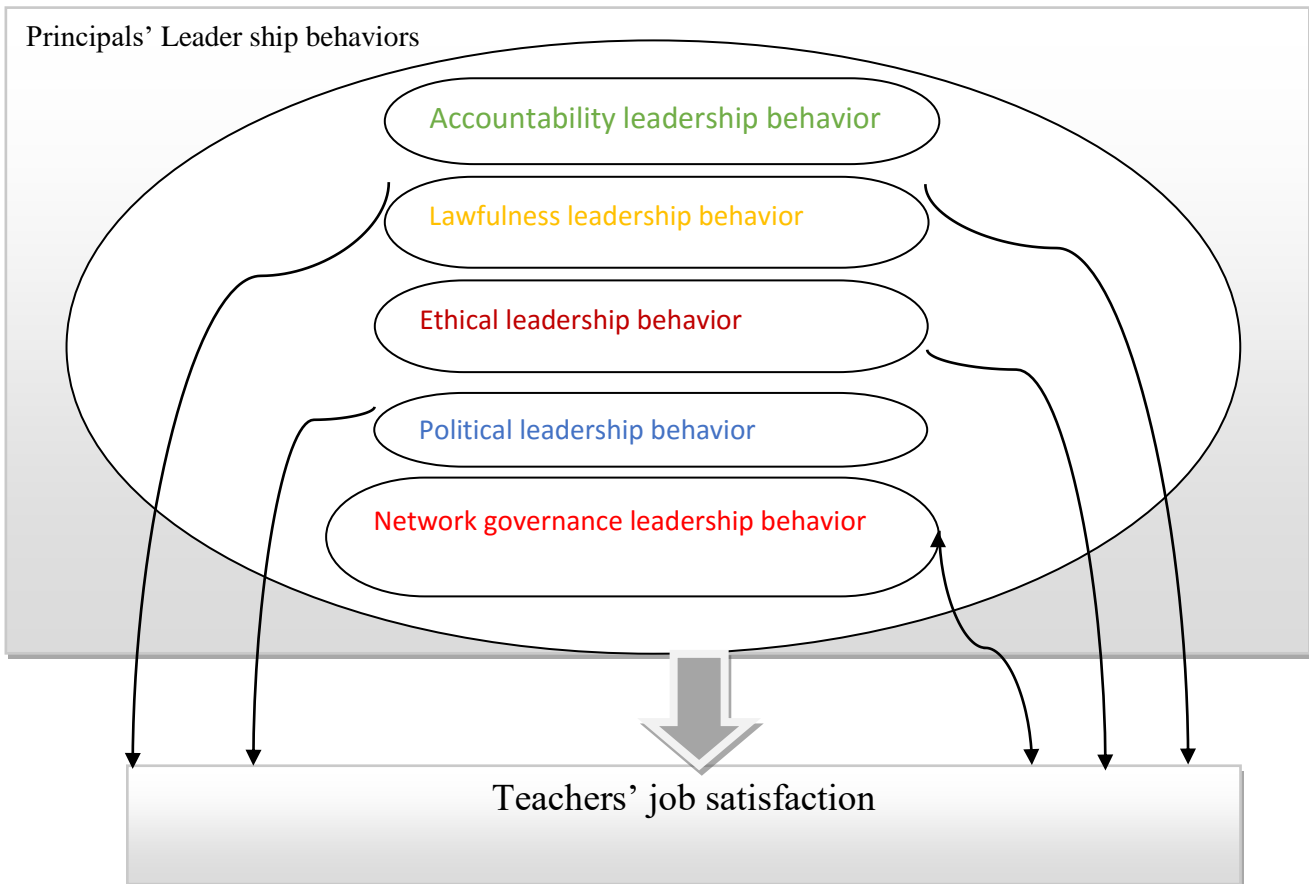 Principals’ Leader ship behaviors
Accountability leadership behavior
Lawfulness leadership behavior
Ethical leadership behavior
Political leadership behavior
Network governance leadership behavior
Teachers’ job satisfaction